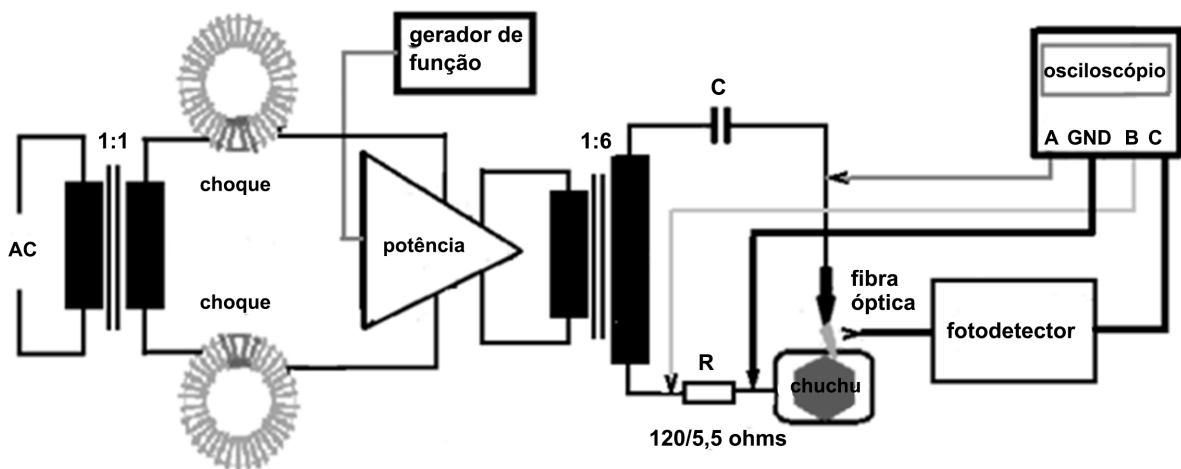 gerador de
função
osciloscópio
C
1:1
1:6
A GND B C
choque
potência
AC
fibra
óptica
choque
fotodetector
R
chuchu
120/5,5 ohms